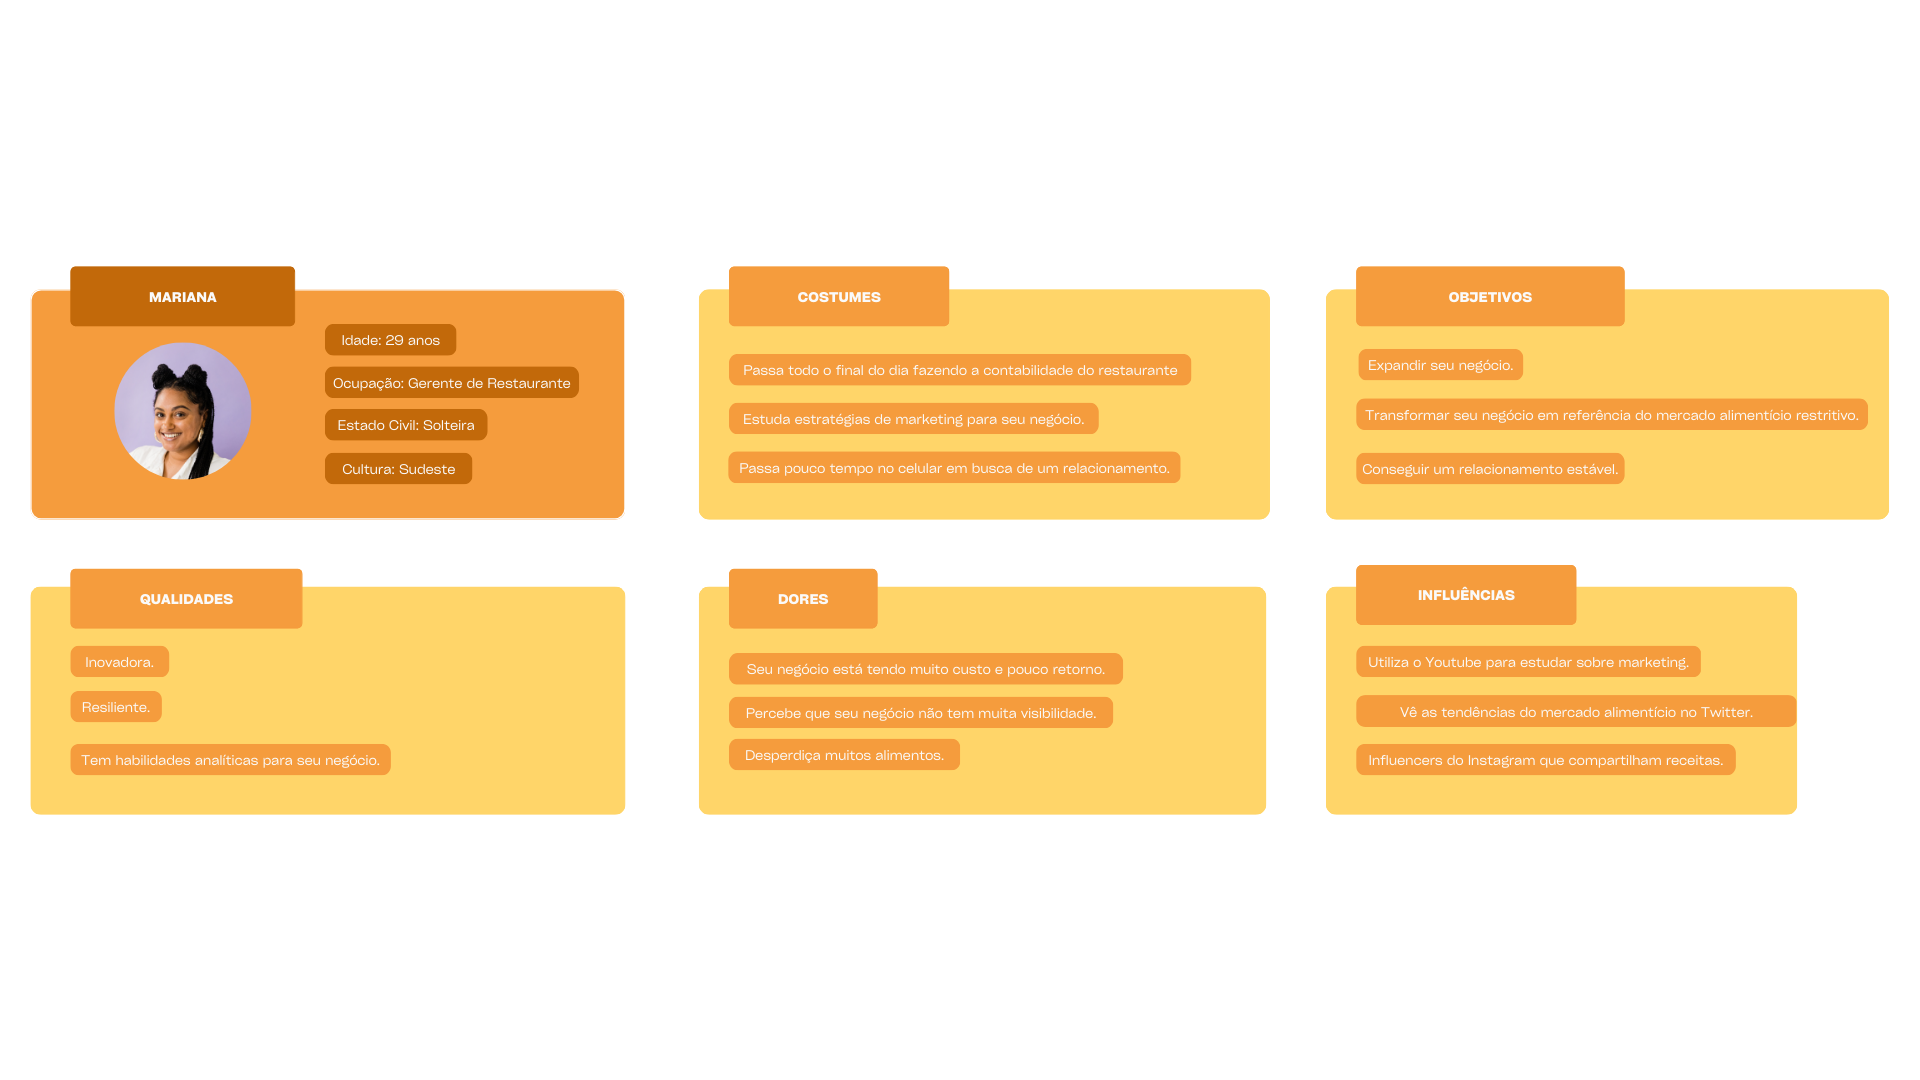 MARIANA
Idade: 29 anos
Ocupação: Gerente de Restaurante
Estado Civil: Solteira
Cultura: Sudeste
COSTUMES
Passa todo o final do dia fazendo a contabilidade do restaurante
Estuda estratégias de marketing para seu negócio.
Passa pouco tempo no celular em busca de um relacionamento.
OBJETIVOS
Expandir seu negócio.
Transformar seu negócio em referência do mercado alimentício restritivo.
Conseguir um relacionamento estável.
QUALIDADES
Inovadora.
Resiliente.
Tem habilidades analíticas para seu negócio.
DORES
Seu negócio está tendo muito custo e pouco retorno.
Percebe que seu negócio não tem muita visibilidade.
Desperdiça muitos alimentos.
INFLUÊNCIAS
Utiliza o Youtube para estudar sobre marketing.
Vê as tendências do mercado alimentício no Twitter.
Influencers do Instagram que compartilham receitas.